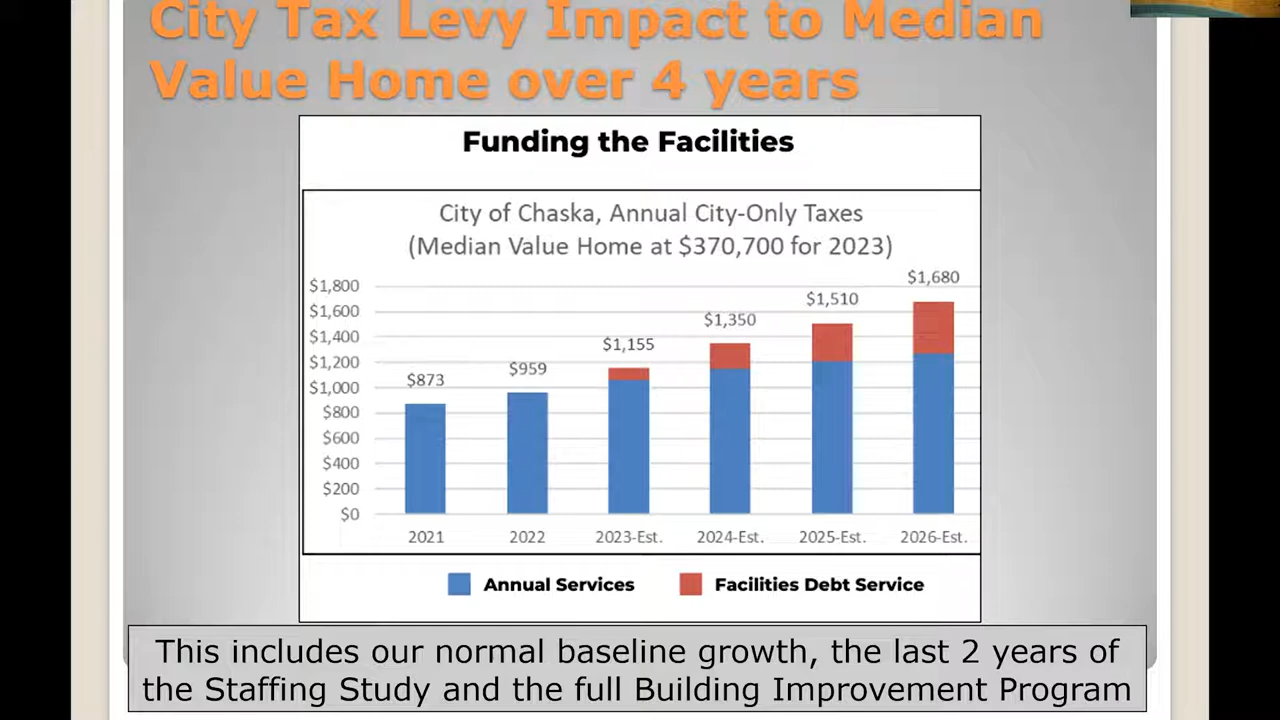 City Tax Levy Impact to Median
Value Home over 4 years
Funding the Facilities
City of Chaska, Annual City-Only Taxes
(Median Value Home at $370,700 for 2023)
$1,800
$1,600
$1,400
$1,200
$1,000
$800
$600
$400
$200
$0
$873
$959
$1,155
$1,350
$1,510
$1,680
2021 2022 2023-Est. 2024-Est. 2025-Est. 2026-Est.
Annual Services Facilities Debt Service
This includes our normal baseline growth, the last 2 years of
the Staffing Study and the full Building Improvement Program